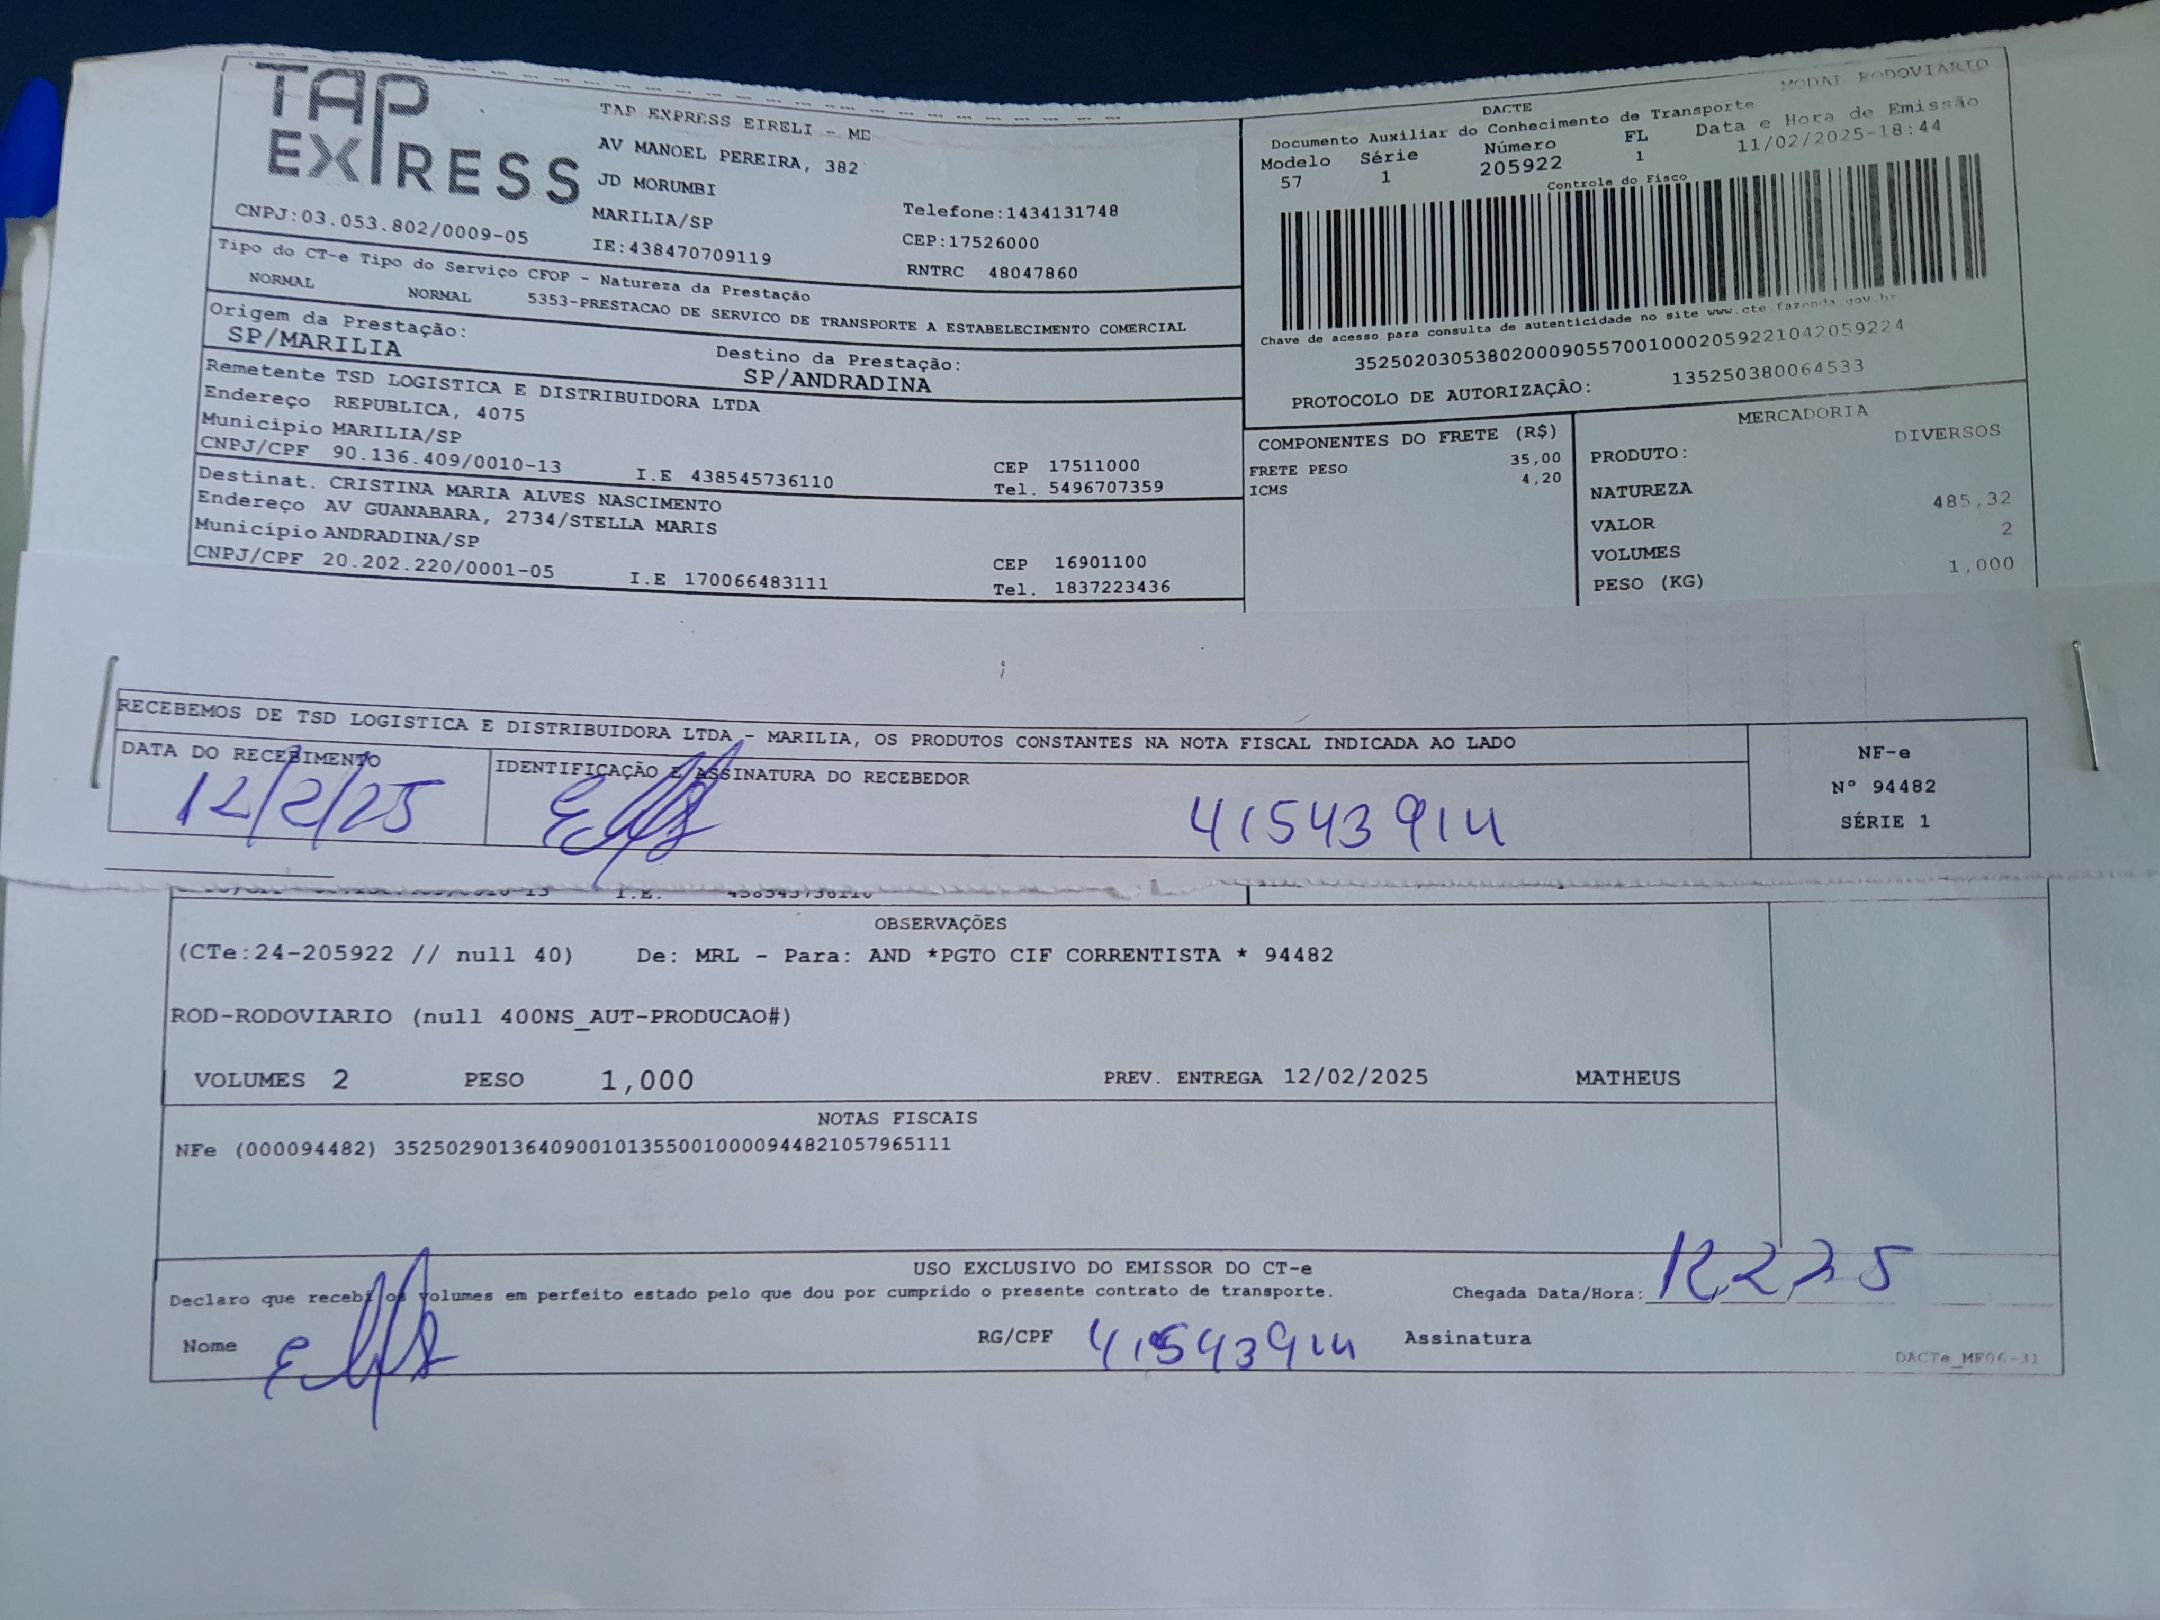 TAP
EXPRESS
TAP EXPRESS EIRELI - ME
AV MANOEL PEREIRA, 382
JD MORUMBI
MARILIA/SP
Telefone:1434131748
CNPJ:03.053.802/0009-05
IE:438470709119
CEP:17526000
RNTRC 48047860
Tipo do CT-e Tipo do Serviço CFOP - Natureza da Prestação
NORMAL NORMAL 5353-PRESTACAO DE SERVICO DE TRANSPORTE A ESTABELECIMENTO COMERCIAL
Origem da Prestação:
SP/MARILIA
Destino da Prestação:
SP/ANDRADINA
Remetente TSD LOGISTICA E DISTRIBUIDORA LTDA
Endereço REPUBLICA, 4075
Município MARILIA/SP
CEP 17511000
CNPJ/CPF 90.136.409/0010-13 I.E 438545736110 Tel. 5496707359
Destinat. CRISTINA MARIA ALVES NASCIMENTO
Endereço AV GUANABARA, 2734/STELLA MARIS
Município ANDRADINA/SP
CEP 16901100
CNPJ/CPF 20.202.220/0001-05 I.E 170066483111 Tel. 1837223436
DACTE
MODAL RODOVIARIO
Documento Auxiliar do Conhecimento de Transporte
Modelo Série Número FL Data e Hora de Emissão
57 1 205922 1 11/02/2025-18:44
Controle do Fisco
Chave de acesso para consulta de autenticidade no site www.cte.fazenda.gov.br
35250203053802000905570010002059221042059224
PROTOCOLO DE AUTORIZAÇÃO: 135250380064533
COMPONENTES DO FRETE (R$)
FRETE PESO 35,00
ICMS 4,20
MERCADORIA
PRODUTO: DIVERSOS
NATUREZA
VALOR 485,32
VOLUMES 2
PESO (KG) 1,000
RECEBEMOS DE TSD LOGISTICA E DISTRIBUIDORA LTDA - MARILIA, OS PRODUTOS CONSTANTES NA NOTA FISCAL INDICADA AO LADO
DATA DO RECEBIMENTO
12/2/25
IDENTIFICAÇÃO E ASSINATURA DO RECEBEDOR
41543914
NF-e
Nº 94482
SÉRIE 1
OBSERVAÇÕES
(CTe:24-205922 // null 40) De: MRL - Para: AND *PGTO CIF CORRENTISTA * 94482
ROD-RODOVIARIO (null 400NS_AUT-PRODUCAO#)
VOLUMES 2 PESO 1,000 PREV. ENTREGA 12/02/2025 MATHEUS
NOTAS FISCAIS
NFe (000094482) 35250290136409001013550010000944821057965111
USO EXCLUSIVO DO EMISSOR DO CT-e
Declaro que recebi os volumes em perfeito estado pelo que dou por cumprido o presente contrato de transporte.
Chegada Data/Hora: 12 2 25
Nome
RG/CPF 41543914
Assinatura
DACTe_MF06-31